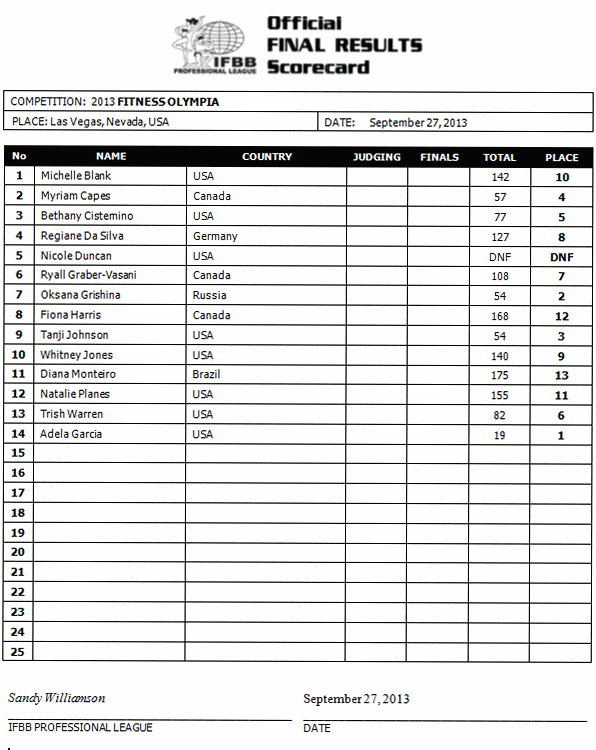 Official
FINAL RESULTS
Scorecard
IFBB
PROFESSIONAL LEAGUE
COMPETITION: 2013 FITNESS OLYMPIA
PLACE: Las Vegas, Nevada, USA DATE: September 27, 2013
No NAME COUNTRY JUDGING FINALS TOTAL PLACE
1 Michelle Blank USA 142 10
2 Myriam Capes Canada 57 4
3 Bethany Cistemino USA 77 5
4 Regiane Da Silva Germany 127 8
5 Nicole Duncan USA DNF DNF
6 Ryall Graber-Vasani Canada 108 7
7 Oksana Grishina Russia 54 2
8 Fiona Harris Canada 168 12
9 Tanji Johnson USA 54 3
10 Whitney Jones USA 140 9
11 Diana Monteiro Brazil 175 13
12 Natalie Planes USA 155 11
13 Trish Warren USA 82 6
14 Adela Garcia USA 19 1
15
16
17
18
19
20
21
22
23
24
25
Sandy Williamson September 27, 2013
IFBB PROFESSIONAL LEAGUE DATE